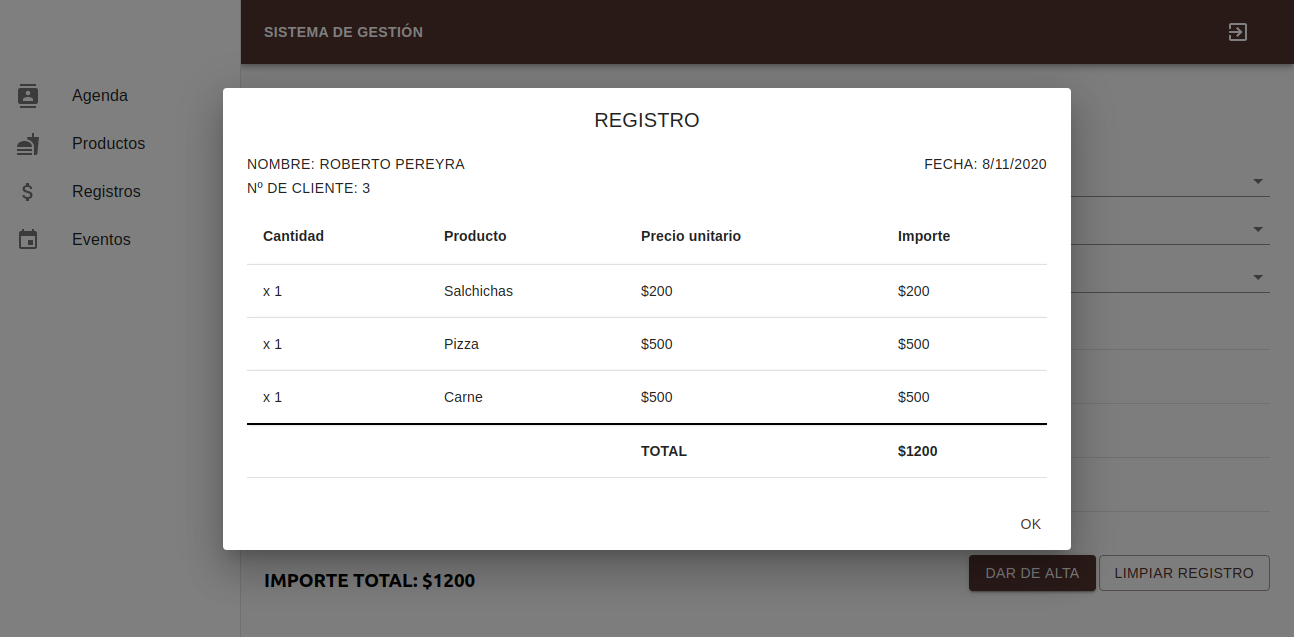 SISTEMA DE GESTIÓN
Agenda
Productos
Registros
Eventos
REGISTRO
NOMBRE: ROBERTO PEREYRA FECHA: 8/11/2020
Nº DE CLIENTE: 3
Cantidad Producto Precio unitario Importe
x 1 Salchichas $200 $200
x 1 Pizza $500 $500
x 1 Carne $500 $500
TOTAL $1200
OK
IMPORTE TOTAL: $1200 DAR DE ALTA LIMPIAR REGISTRO